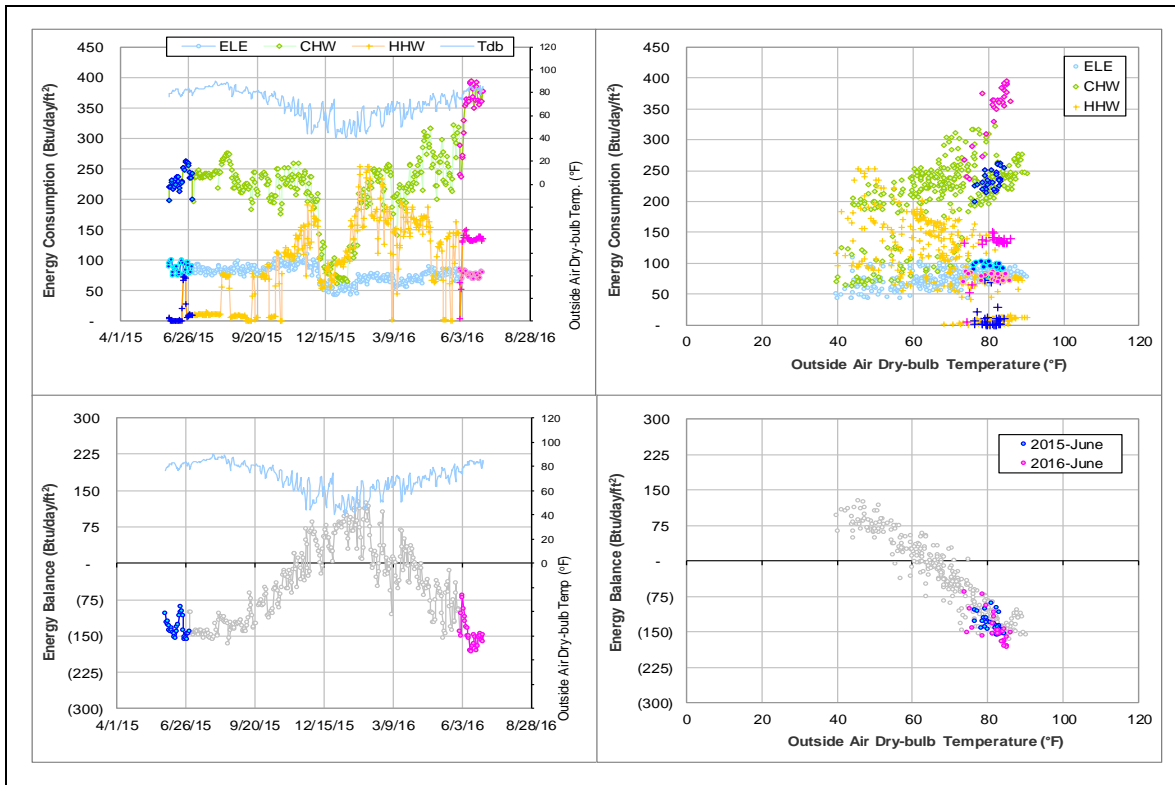 ELE CHW HHW Tdb
Energy Consumption (Btu/day/ft²)
450
400
350
300
250
200
150
100
50
-
120
100
80
60
40
20
0
Outside Air Dry-bulb Temp. (°F)
4/1/15 6/26/15 9/20/15 12/15/15 3/9/16 6/3/16 8/28/16
Energy Consumption (Btu/day/ft²)
450
400
350
300
250
200
150
100
50
-
ELE
CHW
HHW
0 20 40 60 80 100 120
Outside Air Dry-bulb Temperature (°F)
Energy Balance (Btu/day/ft²)
300
225
150
75
-
(75)
(150)
(225)
(300)
120
100
80
60
40
20
0
Outside Air Dry-bulb Temp (°F)
4/1/15 6/26/15 9/20/15 12/15/15 3/9/16 6/3/16 8/28/16
Energy Balance (Btu/day/ft²)
300
225
150
75
-
(75)
(150)
(225)
(300)
2015-June
2016-June
0 20 40 60 80 100 120
Outside Air Dry-bulb Temperature (°F)